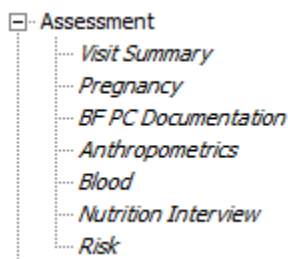 Assessment
Visit Summary
Pregnancy
BF PC Documentation
Anthropometrics
Blood
Nutrition Interview
Risk